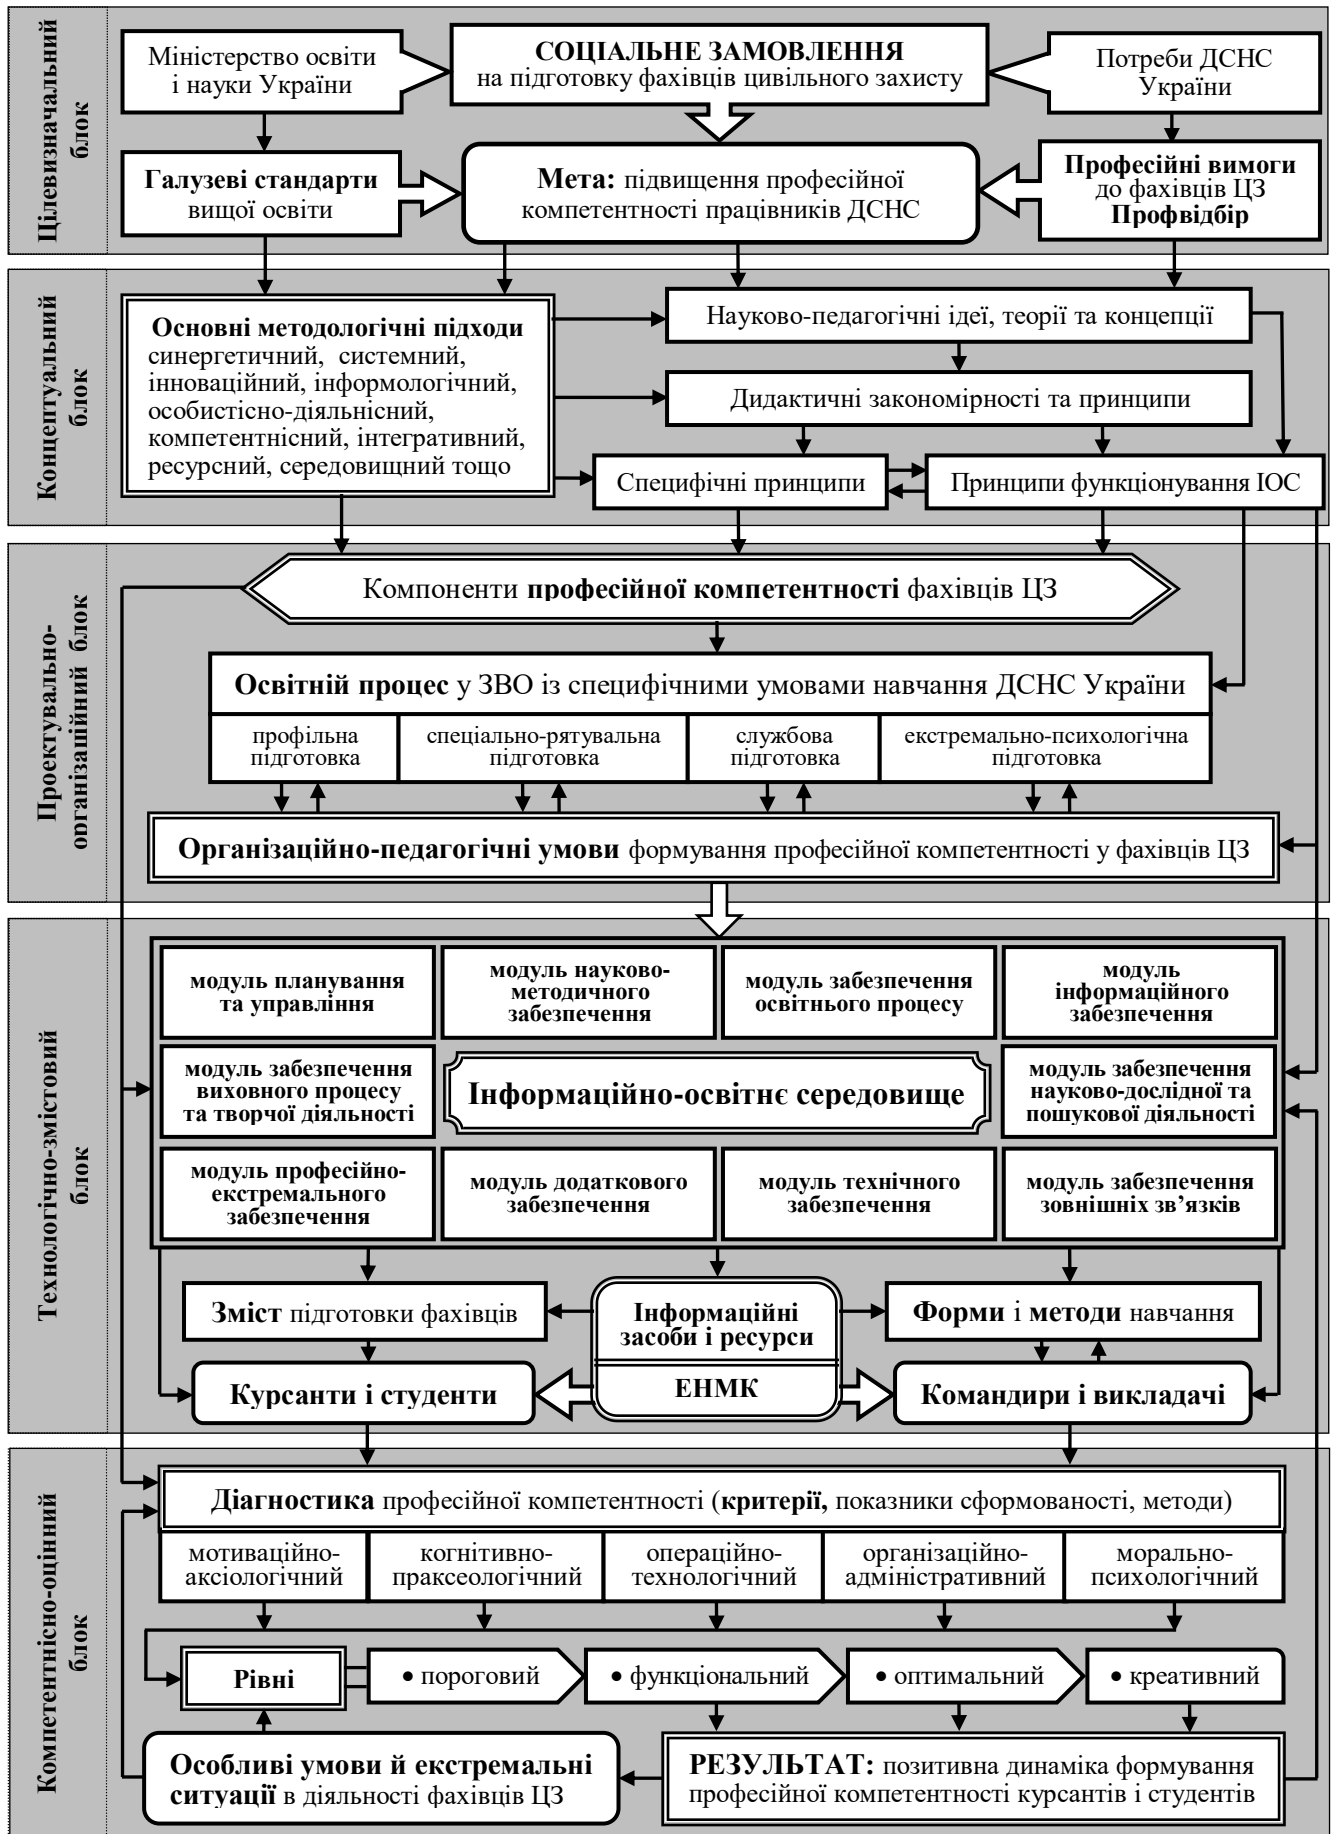 Цілевизначальний
блок
Міністерство освіти
і науки України
СОЦІАЛЬНЕ ЗАМОВЛЕННЯ
на підготовку фахівців цивільного захисту
Потреби ДСНС
України
Галузеві стандарти
вищої освіти
Мета: підвищення професійної
компетентності працівників ДСНС
Професійні вимоги
до фахівців ЦЗ
Профвідбір
Концептуальний
блок
Основні методологічні підходи
синергетичний, системний,
інноваційний, інформологічний,
особистісно-діяльнісний,
компетентнісний, інтегративний,
ресурсний, середовищний тощо
Науково-педагогічні ідеї, теорії та концепції
Дидактичні закономірності та принципи
Специфічні принципи
Принципи функціонування ІОС
Проектувально-
організаційний блок
Компоненти професійної компетентності фахівців ЦЗ
Освітній процес у ЗВО із специфічними умовами навчання ДСНС України
профільна
підготовка
спеціально-рятувальна
підготовка
службова
підготовка
екстремально-психологічна
підготовка
Організаційно-педагогічні умови формування професійної компетентності у фахівців ЦЗ
Технологічно-змістовий
блок
модуль планування
та управління
модуль науково-
методичного
забезпечення
модуль забезпечення
освітнього процесу
модуль
інформаційного
забезпечення
модуль забезпечення
виховного процесу
та творчої діяльності
Інформаційно-освітнє середовище
модуль забезпечення
науково-дослідної та
пошукової діяльності
модуль професійно-
екстремального
забезпечення
модуль додаткового
забезпечення
модуль технічного
забезпечення
модуль забезпечення
зовнішніх зв’язків
Зміст підготовки фахівців
Інформаційні
засоби і ресурси
ЕНМК
Форми і методи навчання
Курсанти і студенти
Командири і викладачі
Компетентнісно-оцінний
блок
Діагностика професійної компетентності (критерії, показники сформованості, методи)
мотиваційно-
аксіологічний
когнітивно-
праксеологічний
операційно-
технологічний
організаційно-
адміністративний
морально-
психологічний
Рівні
• пороговий
• функціональний
• оптимальний
• креативний
Особливі умови й екстремальні
ситуації в діяльності фахівців ЦЗ
РЕЗУЛЬТАТ: позитивна динаміка формування
професійної компетентності курсантів і студентів